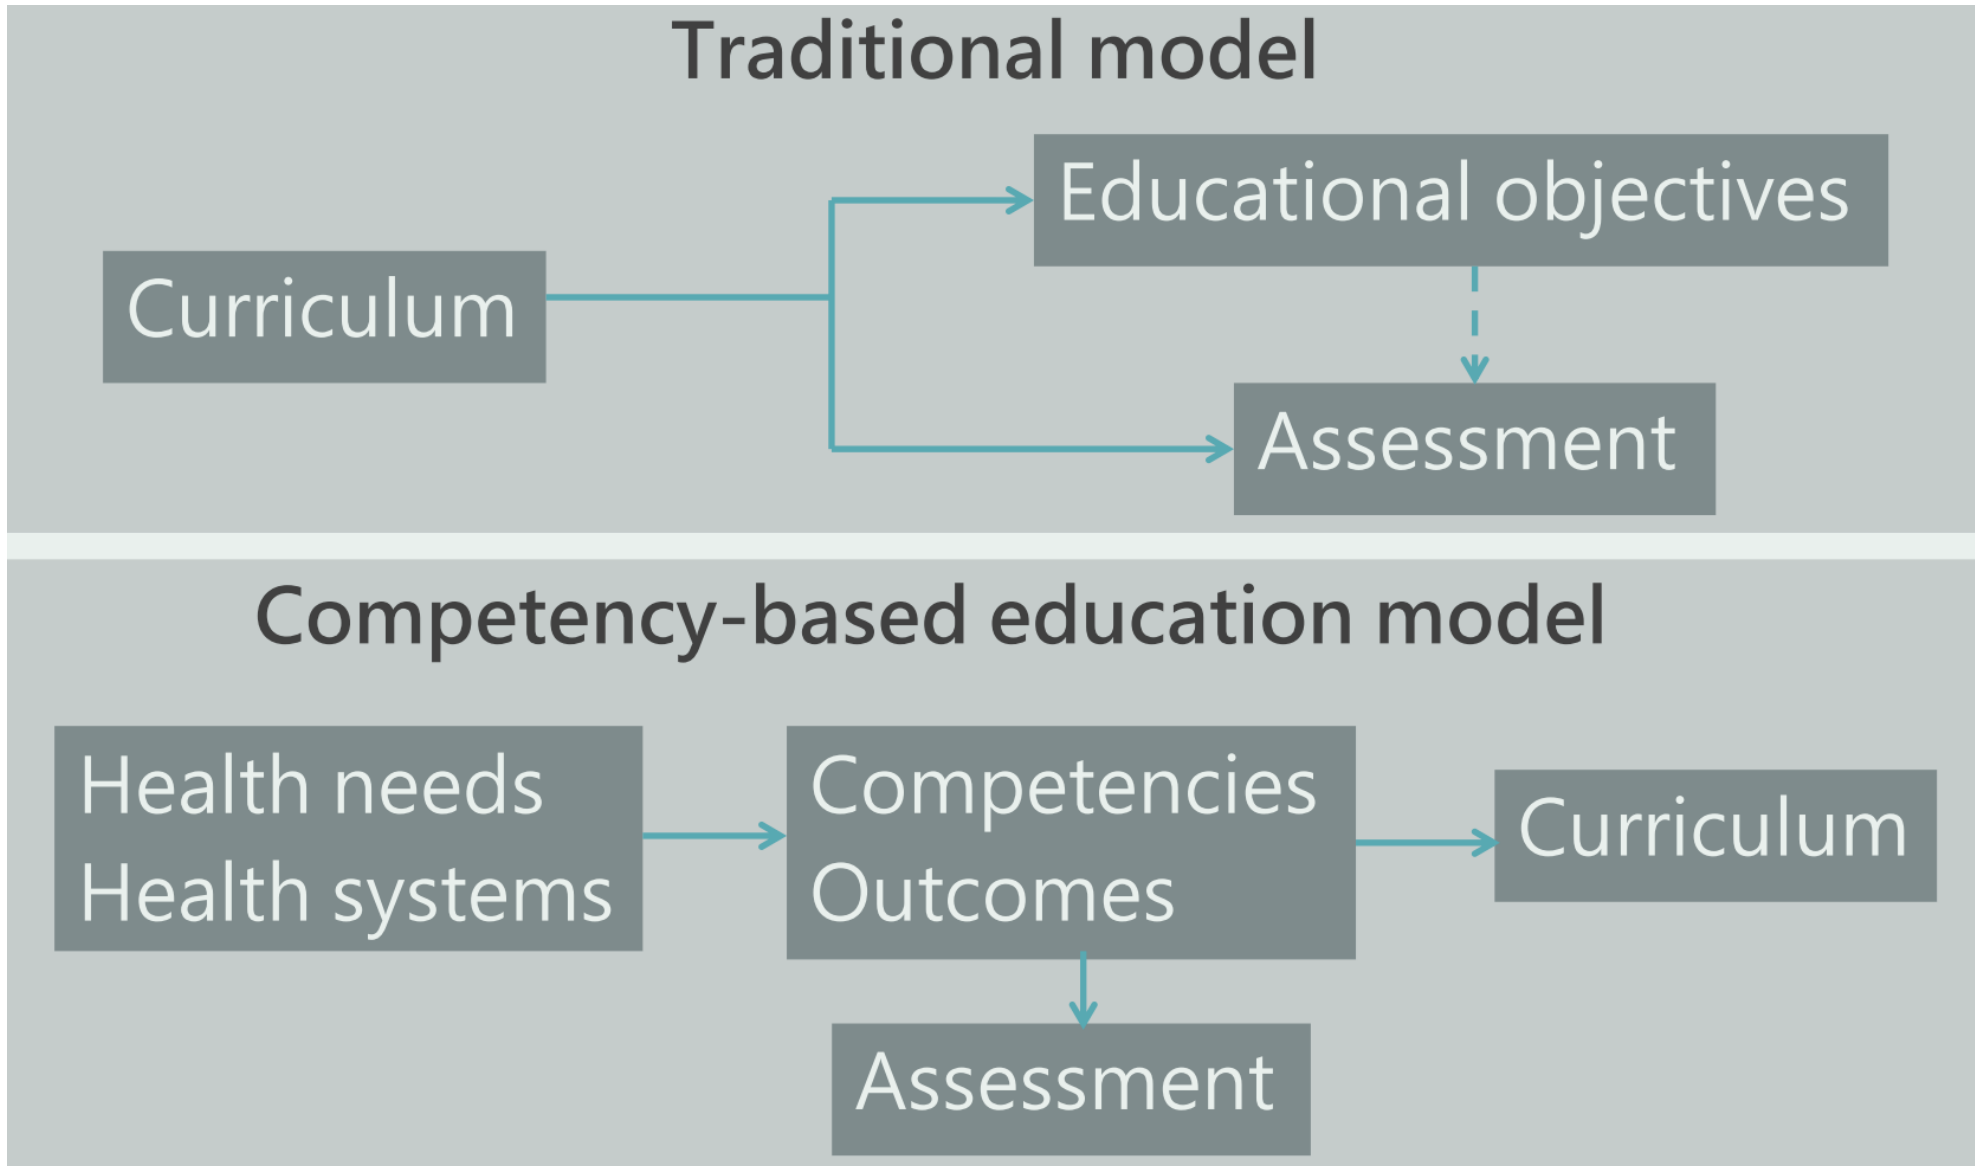 Traditional model
Educational objectives
Curriculum
Assessment
Competency-based education model
Health needs
Health systems
Competencies
Outcomes
Curriculum
Assessment